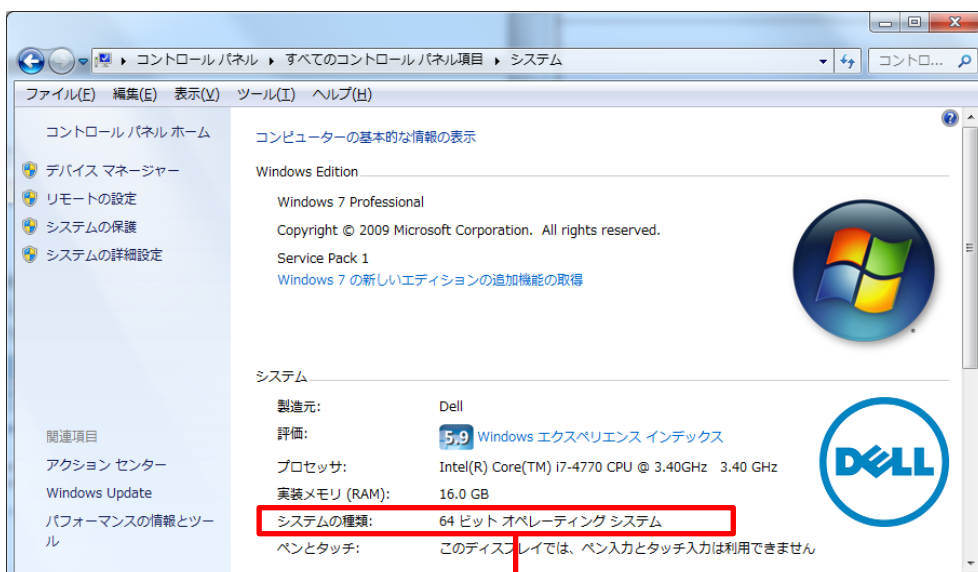 コントロール パネル ▸ すべてのコントロール パネル項目 ▸ システム
コントロ...
ファイル(F) 編集(E) 表示(V) ツール(T) ヘルプ(H)
コントロール パネル ホーム
デバイス マネージャー
リモートの設定
システムの保護
システムの詳細設定
関連項目
アクション センター
Windows Update
パフォーマンスの情報とツー
ル
コンピューターの基本的な情報の表示
Windows Edition
Windows 7 Professional
Copyright © 2009 Microsoft Corporation. All rights reserved.
Service Pack 1
Windows 7 の新しいエディションの追加機能の取得
システム
製造元: Dell
評価: 5.9 Windows エクスペリエンス インデックス
プロセッサ: Intel(R) Core(TM) i7-4770 CPU @ 3.40GHz 3.40 GHz
実装メモリ (RAM): 16.0 GB
システムの種類: 64 ビット オペレーティング システム
ペンとタッチ: このディスプレイでは、ペン入力とタッチ入力は利用できません
DELL